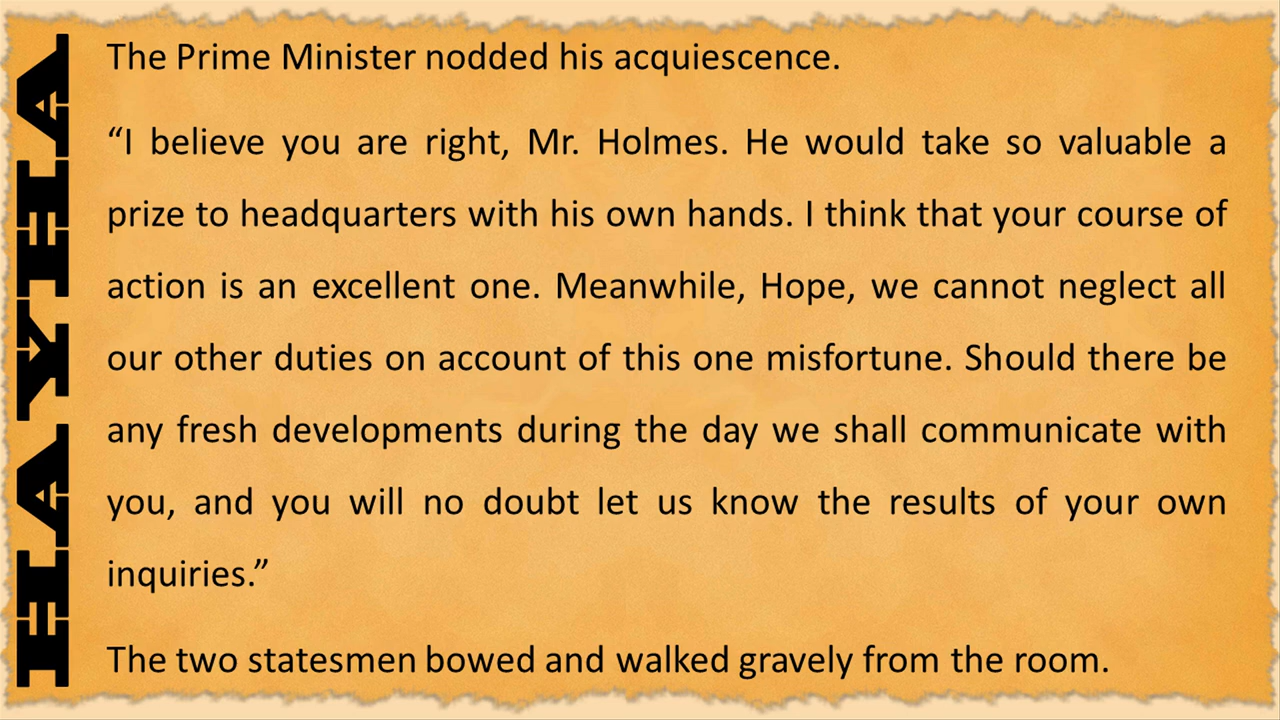 HAYHA
The Prime Minister nodded his acquiescence.
“I believe you are right, Mr. Holmes. He would take so valuable a
prize to headquarters with his own hands. I think that your course of
action is an excellent one. Meanwhile, Hope, we cannot neglect all
our other duties on account of this one misfortune. Should there be
any fresh developments during the day we shall communicate with
you, and you will no doubt let us know the results of your own
inquiries.”
The two statesmen bowed and walked gravely from the room.